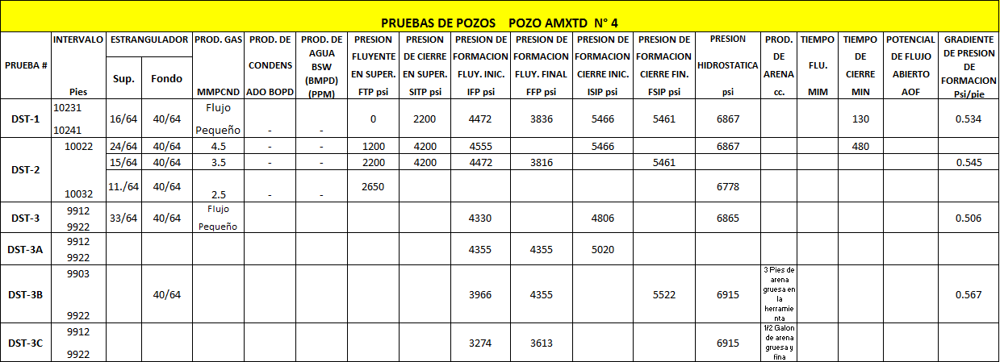 PRUEBAS DE POZOS POZO AMXTD N° 4
PRUEBA # INTERVALO Pies ESTRANGULADOR Sup. Fondo PROD. GAS MMPCND PROD. DE CONDENS ADO BOPD PROD. DE AGUA BSW (BMPD) (PPM) PRESION FLUYENTE EN SUPER. FTP psi PRESION DE CIERRE EN SUPER. SITP psi PRESION DE FORMACION FLUY. INIC. IFP psi PRESION DE FORMACION FLUY. FINAL FFP psi PRESION DE FORMACION CIERRE INIC. ISIP psi PRESION DE FORMACION CIERRE FIN. FSIP psi PRESION HIDROSTATICA psi PROD. DE ARENA cc. TIEMPO FLU. MIM TIEMPO DE CIERRE MIN POTENCIAL DE FLUJO ABIERTO AOF GRADIENTE DE PRESION DE FORMACION Psi/pie
DST-1 10231 10241 16/64 40/64 Flujo Pequeño - - 0 2200 4472 3836 5466 5461 6867 130 0.534
DST-2 10022 24/64 40/64 4.5 - - 1200 4200 4555 5466 6867 480
15/64 40/64 3.5 - - 2200 4200 4472 3816 5461 0.545
10032 11./64 40/64 2.5 - - 2650 6778
DST-3 9912 9922 33/64 40/64 Flujo Pequeño 4330 4806 6865 0.506
DST-3A 9912 9922 4355 4355 5020
DST-3B 9903 9922 40/64 3966 4355 5522 6915 3 Pies de arena gruesa en la herramie nta 0.567
DST-3C 9912 9922 3274 3613 6915 1/2 Galon de arena gruesa y fina